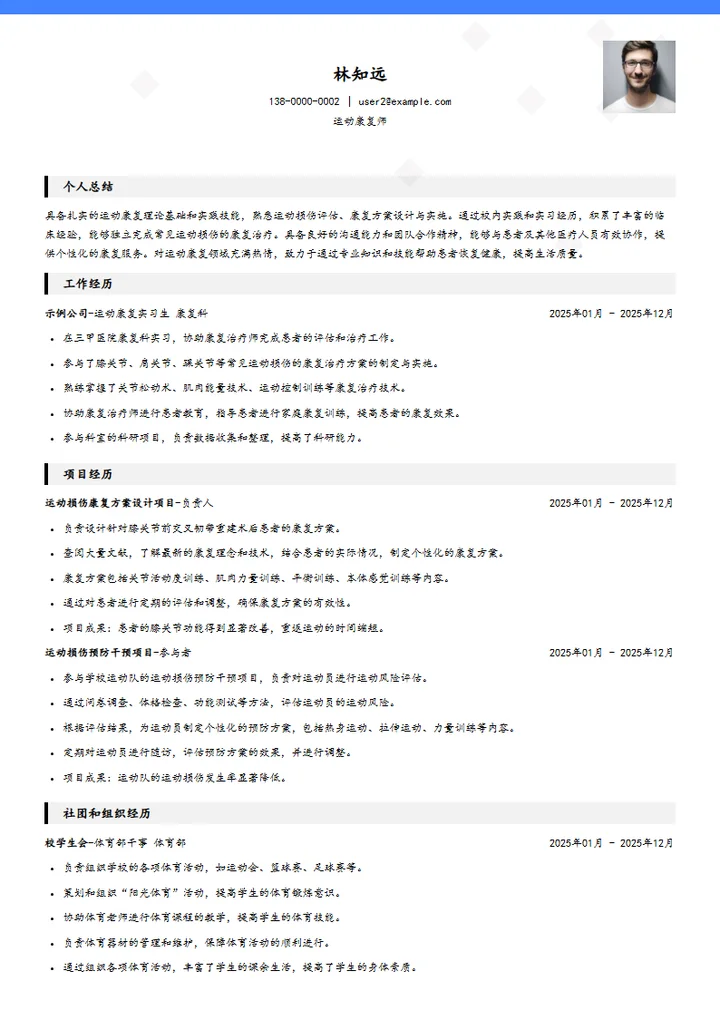 林知远
138-0000-0002 | user2@example.com
运动康复师
个人总结
具备扎实的运动康复理论基础和实践技能，熟悉运动损伤评估、康复方案设计与实施。通过校内实践和实习经历，积累了丰富的临
床经验，能够独立完成常见运动损伤的康复治疗。具备良好的沟通能力和团队合作精神，能够与患者及其他医疗人员有效协作，提
供个性化的康复服务。对运动康复领域充满热情，致力于通过专业知识和技能帮助患者恢复健康，提高生活质量。
工作经历
示例公司-运动康复实习生 康复科 2025年01月 - 2025年12月
• 在三甲医院康复科实习，协助康复治疗师完成患者的评估和治疗工作。
• 参与了膝关节、肩关节、踝关节等常见运动损伤的康复治疗方案的制定与实施。
• 熟练掌握了关节松动术、肌肉能量技术、运动控制训练等康复治疗技术。
• 协助康复治疗师进行患者教育，指导患者进行家庭康复训练，提高患者的康复效果。
• 参与科室的科研项目，负责数据收集和整理，提高了科研能力。
项目经历
运动损伤康复方案设计项目-负责人 2025年01月 - 2025年12月
• 负责设计针对膝关节前交叉韧带重建术后患者的康复方案。
• 查阅大量文献，了解最新的康复理念和技术，结合患者的实际情况，制定个性化的康复方案。
• 康复方案包括关节活动度训练、肌肉力量训练、平衡训练、本体感觉训练等内容。
• 通过对患者进行定期的评估和调整，确保康复方案的有效性。
• 项目成果：患者的膝关节功能得到显著改善，重返运动的时间缩短。
运动损伤预防干预项目-参与者 2025年01月 - 2025年12月
• 参与学校运动队的运动损伤预防干预项目，负责对运动员进行运动风险评估。
• 通过问卷调查、体格检查、功能测试等方法，评估运动员的运动风险。
• 根据评估结果，为运动员制定个性化的预防方案，包括热身运动、拉伸运动、力量训练等内容。
• 定期对运动员进行随访，评估预防方案的效果，并进行调整。
• 项目成果：运动队的运动损伤发生率显著降低。
社团和组织经历
校学生会-体育部干事 体育部 2025年01月 - 2025年12月
• 负责组织学校的各项体育活动，如运动会、篮球赛、足球赛等。
• 策划和组织“阳光体育”活动，提高学生的体育锻炼意识。
• 协助体育老师进行体育课程的教学，提高学生的体育技能。
• 负责体育器材的管理和维护，保障体育活动的顺利进行。
• 通过组织各项体育活动，丰富了学生的课余生活，提高了学生的身体素质。